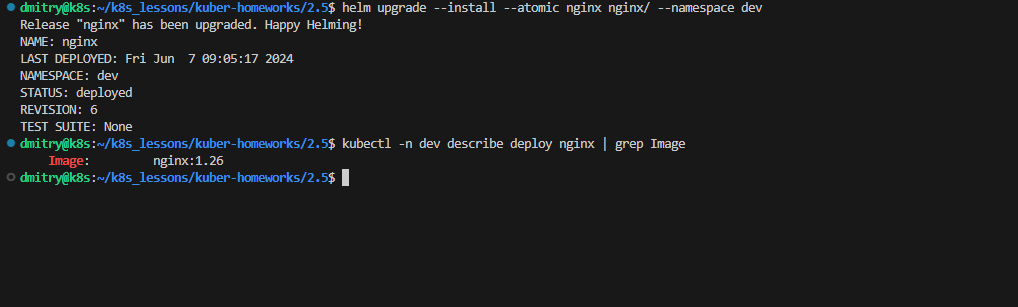 dmitry@k8s:~/k8s_lessons/kuber-homeworks/2.5$ helm upgrade --install --atomic nginx nginx/ --namespace dev
Release "nginx" has been upgraded. Happy Helming!
NAME: nginx
LAST DEPLOYED: Fri Jun  7 09:05:17 2024
NAMESPACE: dev
STATUS: deployed
REVISION: 6
TEST SUITE: None
dmitry@k8s:~/k8s_lessons/kuber-homeworks/2.5$ kubectl -n dev describe deploy nginx | grep Image
    Image:         nginx:1.26
dmitry@k8s:~/k8s_lessons/kuber-homeworks/2.5$